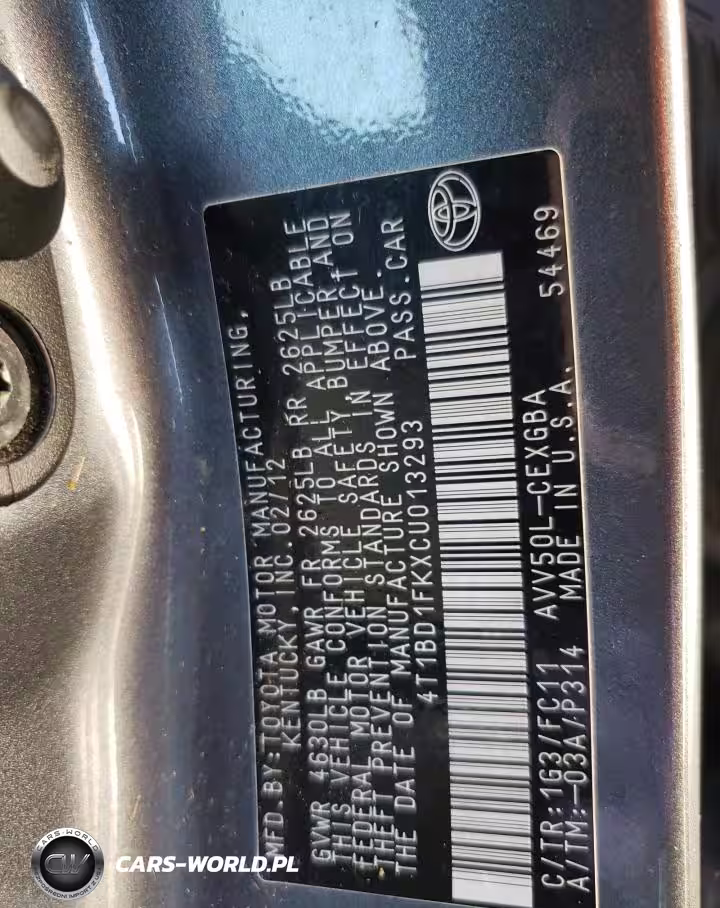 MFD.BY:TOYOTA MOTOR MANUFACTURING,
KENTUCKY, INC.02/12
GVWR 4630LB GAWR FR 2625LB RR 2625LB
THIS VEHICLE CONFORMS TO ALL APPLICABLE
FEDERAL MOTOR VEHICLE SAFETY, BUMPER, AND
THEFT PREVENTION STANDARDS IN EFFECT ON
THE DATE OF MANUFACTURE SHOWN ABOVE.
4T1BD1FKXCU013293 PASS.CAR
C/TR:1G3/FC11 AVV50L-CEXGBA 54469
A/TM:-03A/P314 MADE IN U.S.A.
CARS-WORLD
CW
CARS-WORLD.PL